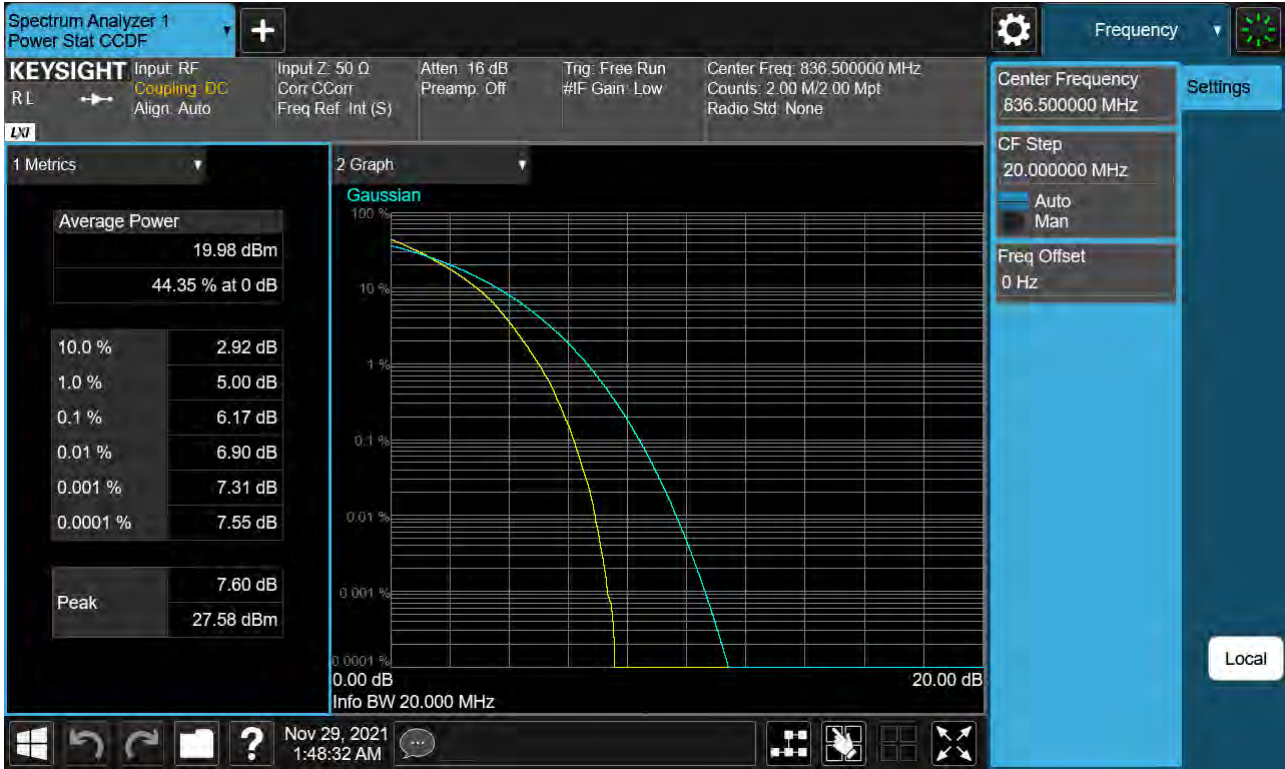 Spectrum Analyzer 1
Power Stat CCDF
Frequency
KEYSIGHT
R L
LXI
Input: RF
Coupling: DC
Align: Auto
Input Z: 50 Ω
Corr CCorr
Freq Ref: Int (S)
Atten: 16 dB
Preamp: Off
Trig: Free Run
#IF Gain: Low
Center Freq: 836.500000 MHz
Counts: 2.00 M/2.00 Mpt
Radio Std: None
Center Frequency
836.500000 MHz
Settings
CF Step
20.000000 MHz
Auto
Man
Freq Offset
0 Hz
Local
1 Metrics
Average Power
19.98 dBm
44.35 % at 0 dB
10.0 % 2.92 dB
1.0 % 5.00 dB
0.1 % 6.17 dB
0.01 % 6.90 dB
0.001 % 7.31 dB
0.0001 % 7.55 dB
Peak
7.60 dB
27.58 dBm
2 Graph
Gaussian
100 %
10 %
1 %
0.1 %
0.01 %
0.001 %
0.0001 %
0.00 dB 20.00 dB
Info BW 20.000 MHz
?
Nov 29, 2021
1:48:32 AM